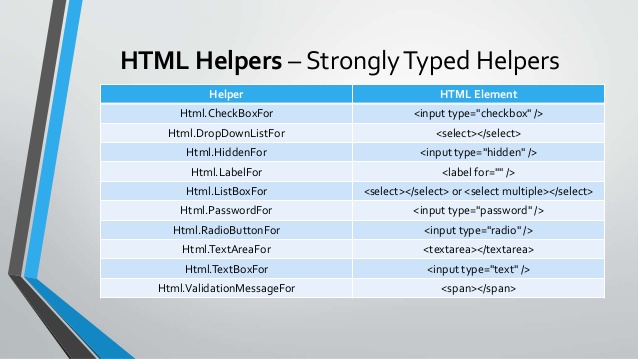 HTML Helpers – Strongly Typed Helpers
Helper HTML Element
Html.CheckBoxFor <input type="checkbox" />
Html.DropDownListFor <select></select>
Html.HiddenFor <input type="hidden" />
Html.LabelFor <label for="" />
Html.ListBoxFor <select></select> or <select multiple></select>
Html.PasswordFor <input type="password" />
Html.RadioButtonFor <input type="radio" />
Html.TextAreaFor <textarea></textarea>
Html.TextBoxFor <input type="text" />
Html.ValidationMessageFor <span></span>